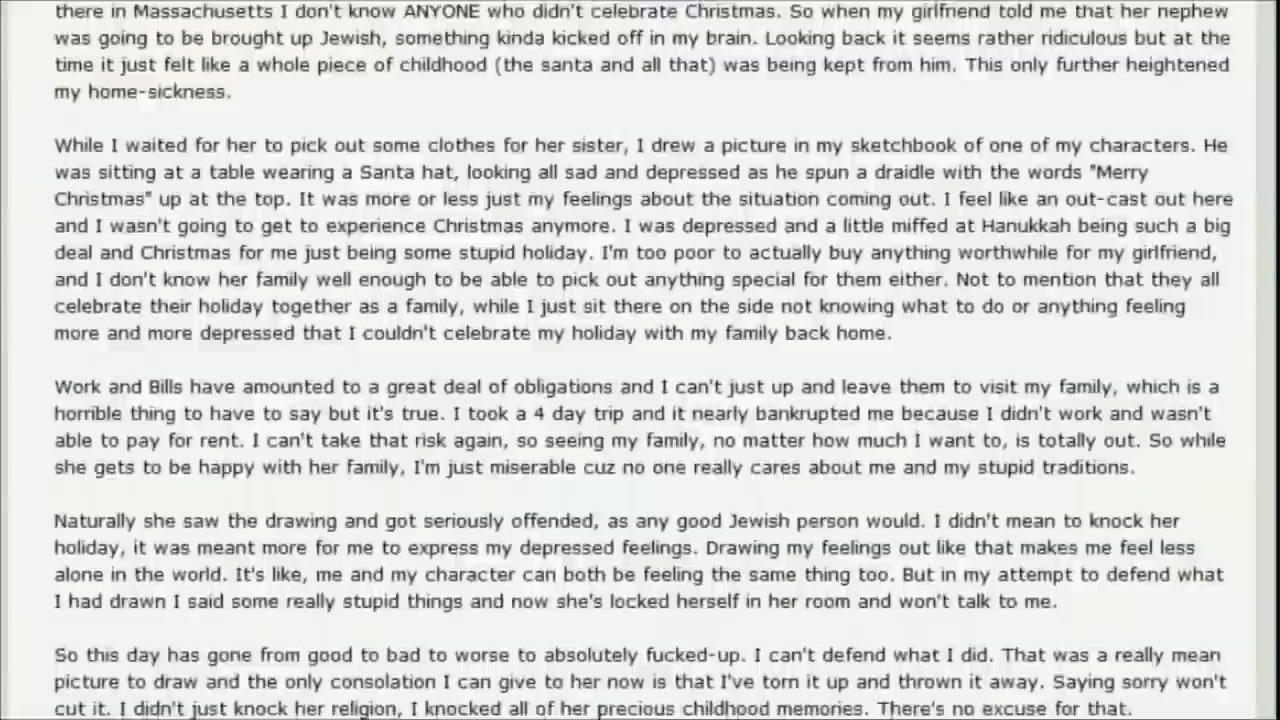 there in Massachusetts I don't know ANYONE who didn't celebrate Christmas. So when my girlfriend told me that her nephew
was going to be brought up Jewish, something kinda kicked off in my brain. Looking back it seems rather ridiculous but at the
time it just felt like a whole piece of childhood (the santa and all that) was being kept from him. This only further heightened
my home-sickness.
While I waited for her to pick out some clothes for her sister, I drew a picture in my sketchbook of one of my characters. He
was sitting at a table wearing a Santa hat, looking all sad and depressed as he spun a draidle with the words "Merry
Christmas" up at the top. It was more or less just my feelings about the situation coming out. I feel like an out-cast out here
and I wasn't going to get to experience Christmas anymore. I was depressed and a little miffed at Hanukkah being such a big
deal and Christmas for me just being some stupid holiday. I'm too poor to actually buy anything worthwhile for my girlfriend,
and I don't know her family well enough to be able to pick out anything special for them either. Not to mention that they all
celebrate their holiday together as a family, while I just sit there on the side not knowing what to do or anything feeling
more and more depressed that I couldn't celebrate my holiday with my family back home.
Work and Bills have amounted to a great deal of obligations and I can't just up and leave them to visit my family, which is a
horrible thing to have to say but it's true. I took a 4 day trip and it nearly bankrupted me because I didn't work and wasn't
able to pay for rent. I can't take that risk again, so seeing my family, no matter how much I want to, is totally out. So while
she gets to be happy with her family, I'm just miserable cuz no one really cares about me and my stupid traditions.
Naturally she saw the drawing and got seriously offended, as any good Jewish person would. I didn't mean to knock her
holiday, it was meant more for me to express my depressed feelings. Drawing my feelings out like that makes me feel less
alone in the world. It's like, me and my character can both be feeling the same thing too. But in my attempt to defend what
I had drawn I said some really stupid things and now she's locked herself in her room and won't talk to me.
So this day has gone from good to bad to worse to absolutely fucked-up. I can't defend what I did. That was a really mean
picture to draw and the only consolation I can give to her now is that I've torn it up and thrown it away. Saying sorry won't
cut it. I didn't just knock her religion, I knocked all of her precious childhood memories. There's no excuse for that.